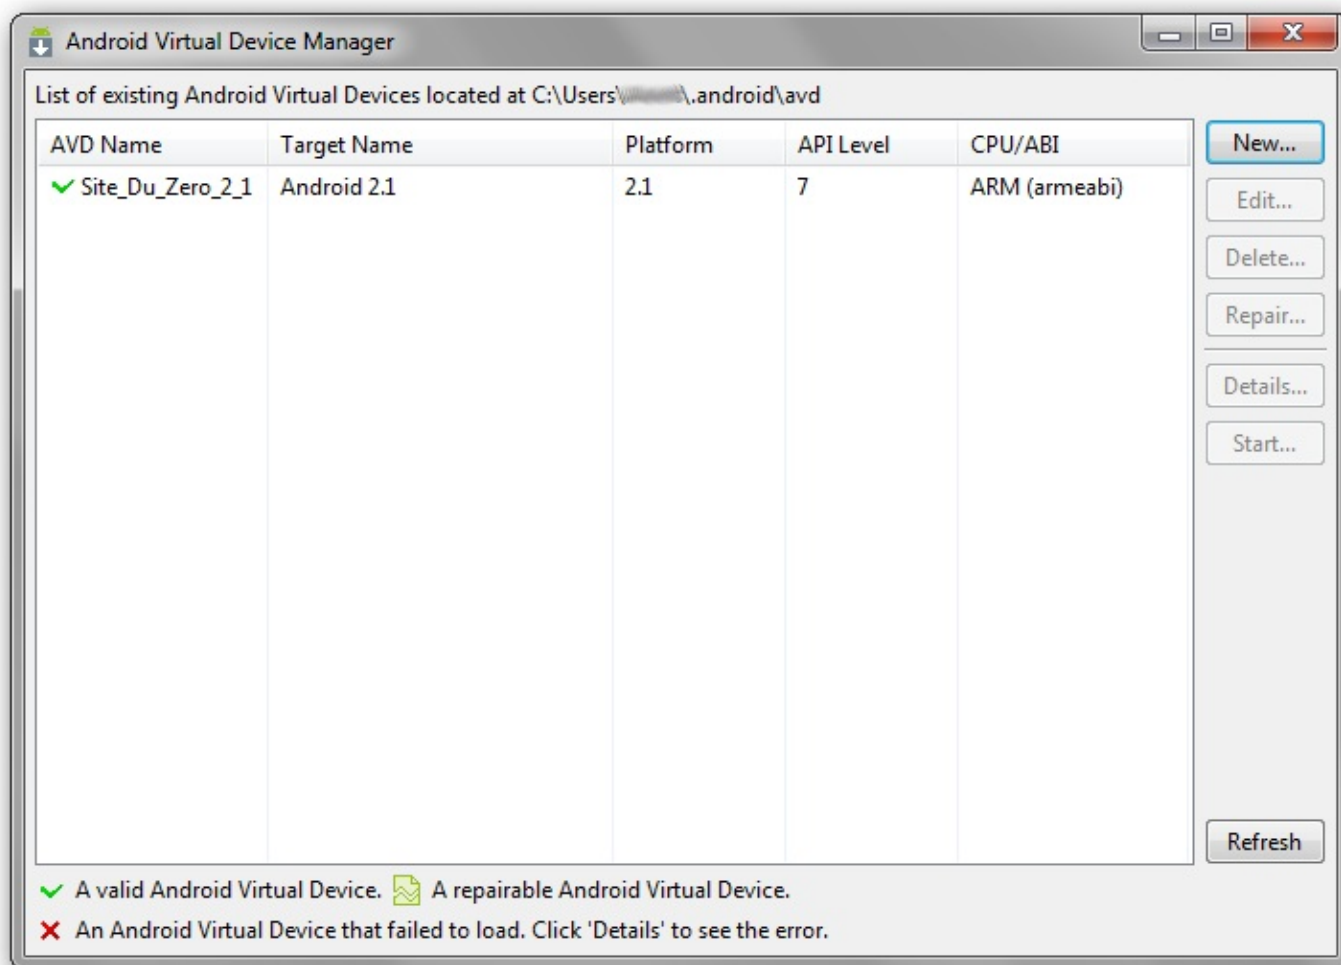 Android Virtual Device Manager
List of existing Android Virtual Devices located at C:\Users\ \.android\avd
AVD Name Target Name Platform API Level CPU/ABI
Site_Du_Zero_2_1 Android 2.1 2.1 7 ARM (armeabi)
New...
Edit...
Delete...
Repair...
Details...
Start...
Refresh
A valid Android Virtual Device. A repairable Android Virtual Device.
An Android Virtual Device that failed to load. Click 'Details' to see the error.